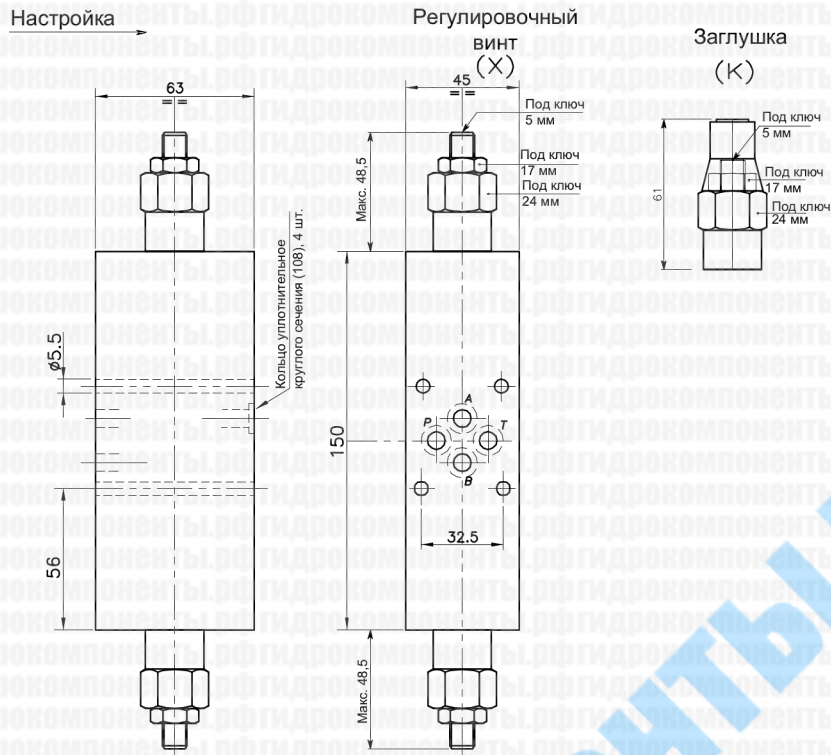 Настройка
Регулировочный
винт
(X)
Заглушка
(K)
63
45
Под ключ
5 мм
Под ключ
17 мм
Под ключ
24 мм
Макс. 48,5
61
Под ключ
5 мм
Под ключ
17 мм
Под ключ
24 мм
Кольцо уплотнительное
круглого сечения (108), 4 шт.
ø5.5
150
A
P
T
B
32.5
56
Макс. 48,5
гидрокомпоненты.рф